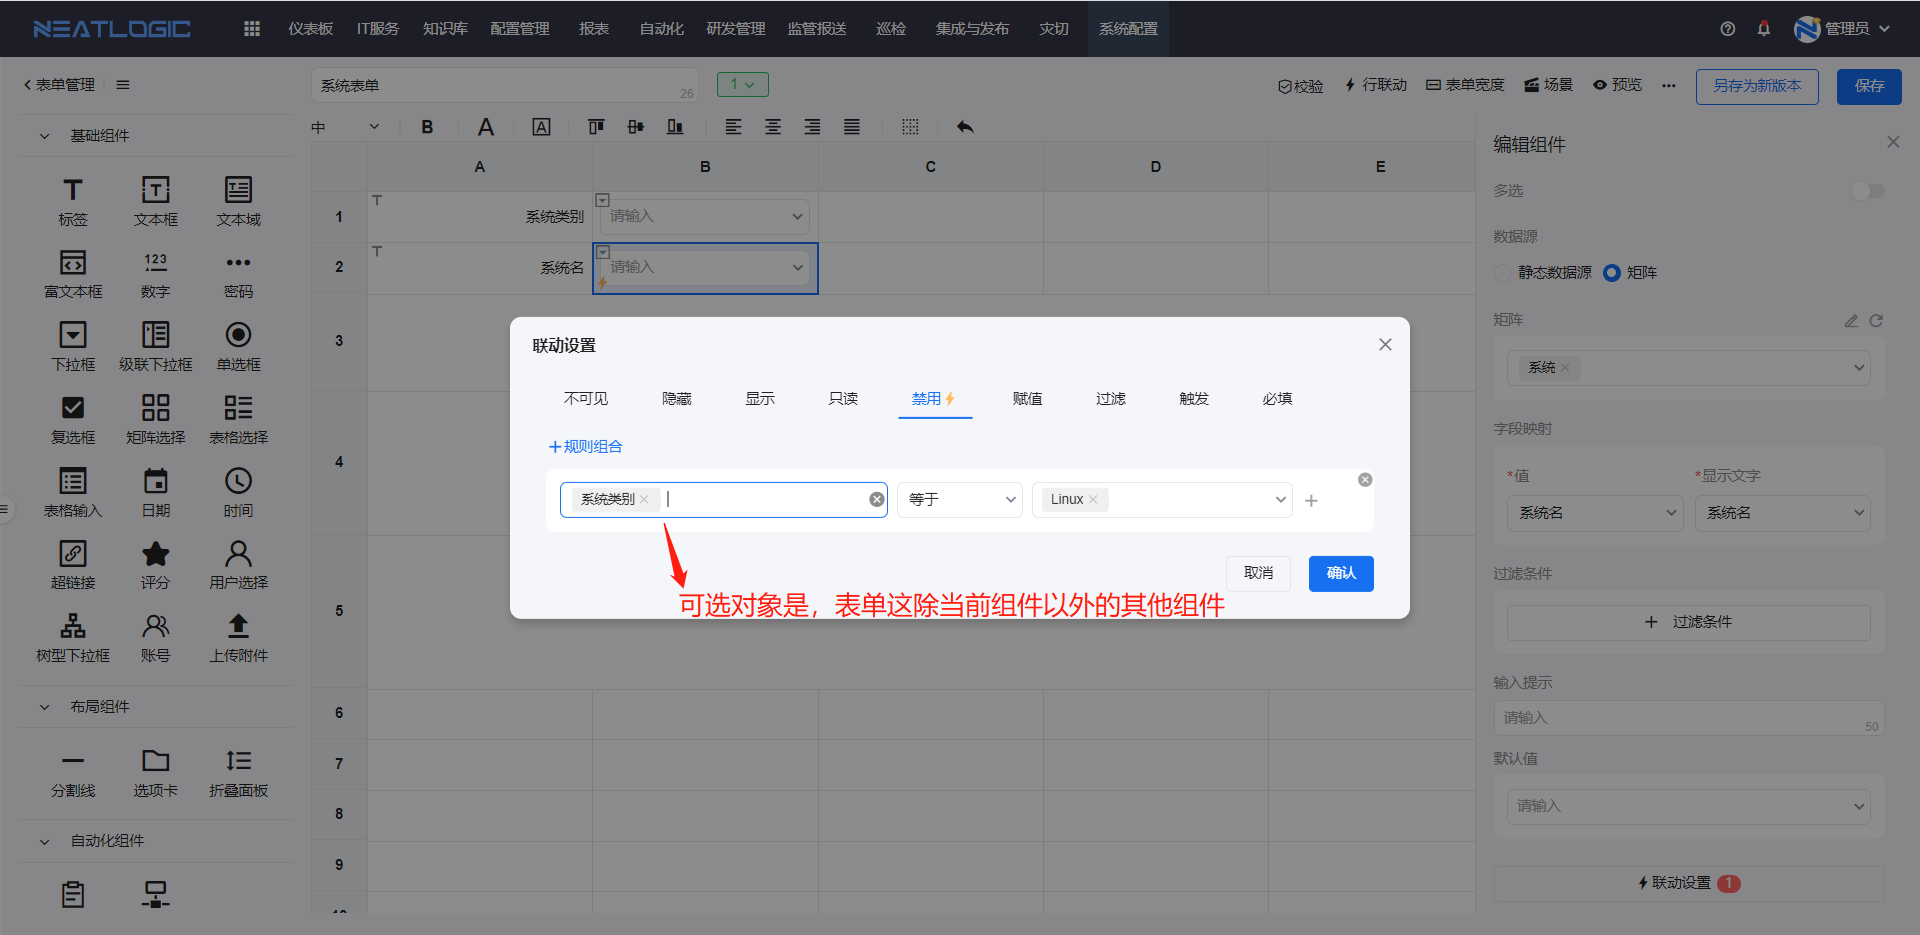 NEATLOGIC 仪表板 IT服务 知识库 配置管理 报表 自动化 研发管理 监管报送 巡检 集成与发布 灾切 系统配置 管理员
表单管理 系统表单 26 1 校验 行联动 表单宽度 场景 预览 另存为新版本 保存
基础组件
中 B A A
编辑组件
A B C D E
多选
标签 文本框 文本域
1 系统类别 请输入
数据源
2 系统名 请输入
静态数据源 矩阵
123
富文本框 数字 密码
矩阵
3
下拉框 级联下拉框 单选框
系统
联动设置
不可见 隐藏 显示 只读 禁用 赋值 过滤 触发 必填
复选框 矩阵选择 表格选择
字段映射
规则组合
4
*值 *显示文字
系统类别 等于 Linux
表格输入 日期 时间
系统名 系统名
取消 确认
过滤条件
超链接 评分 用户选择
可选对象是，表单这除当前组件以外的其他组件
5
过滤条件
树型下拉框 账号 上传附件
输入提示
布局组件
6
请输入 50
默认值
7
分割线 选项卡 折叠面板
请输入
8
自动化组件
9
联动设置 1
10